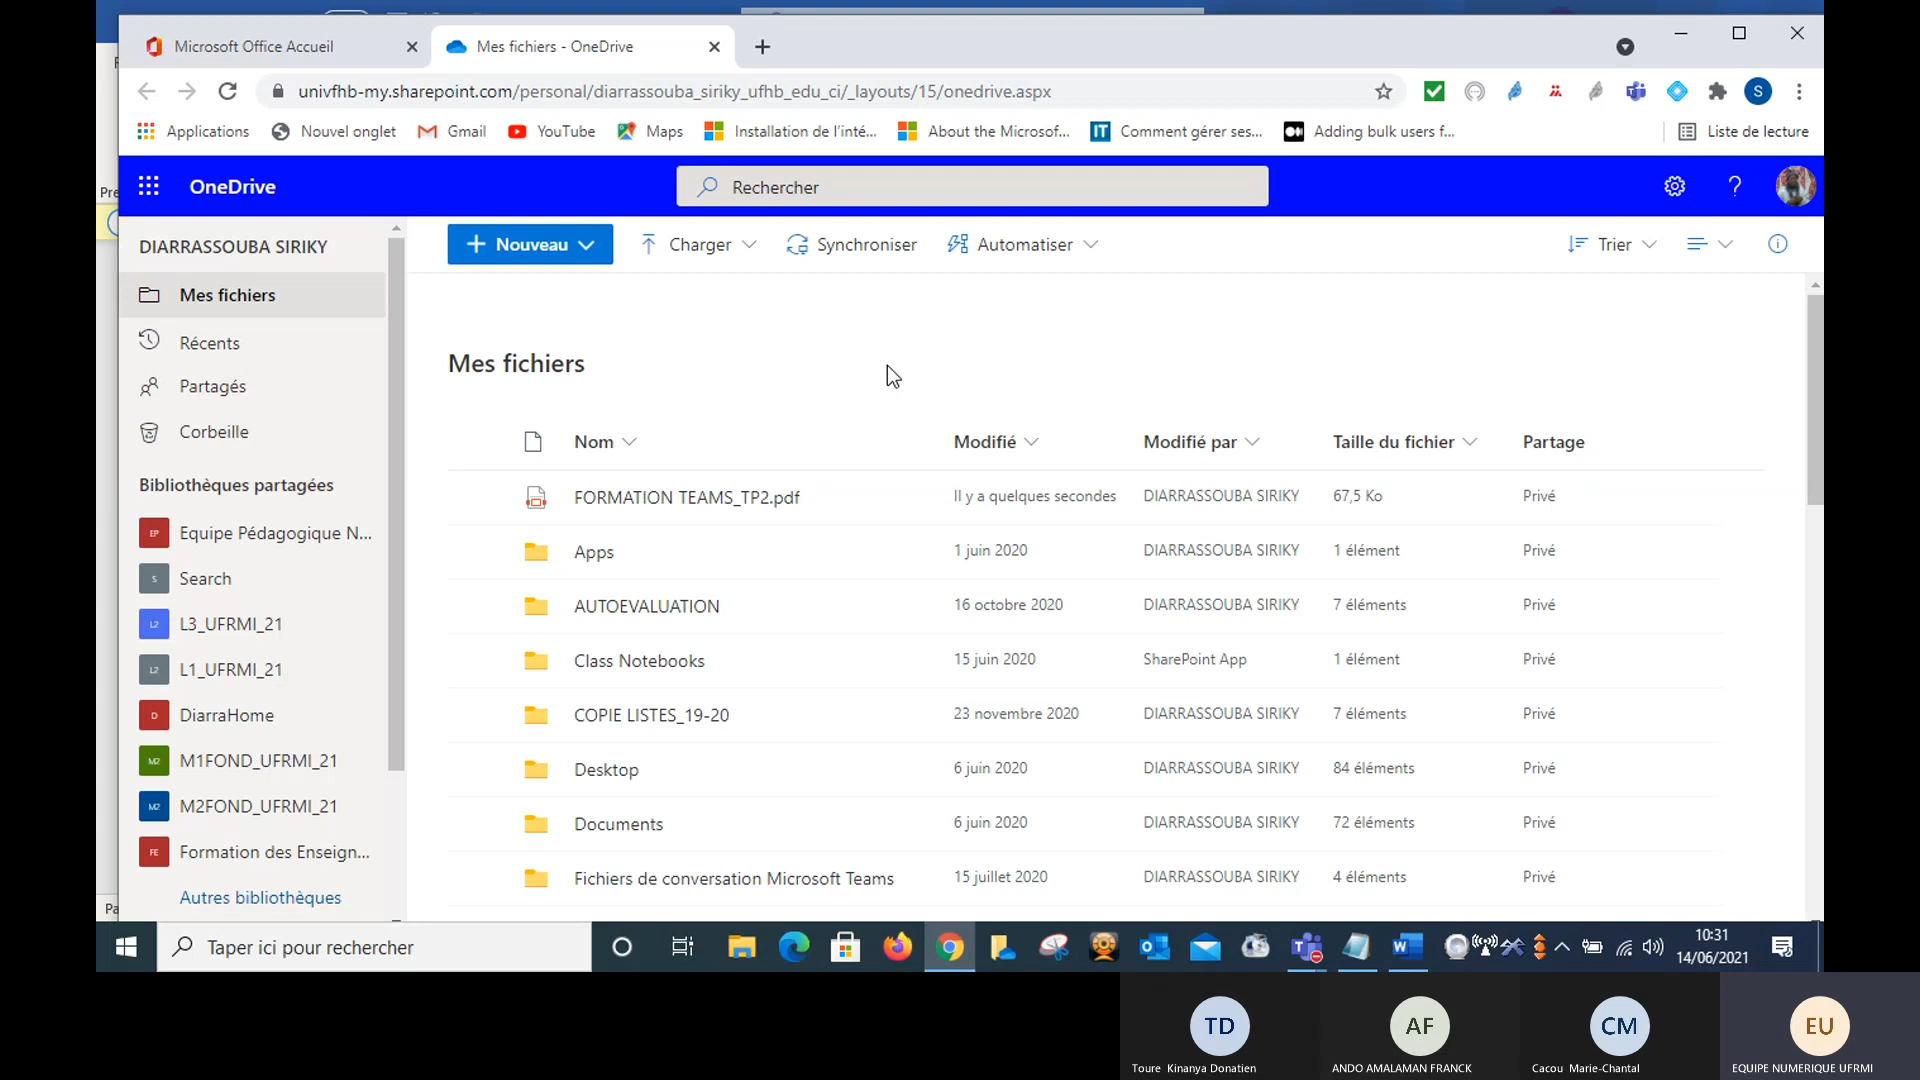 Microsoft Office Accueil
Mes fichiers - OneDrive
univfhb-my.sharepoint.com/personal/diarrassouba_siriky_ufhb_edu_ci/_layouts/15/onedrive.aspx
S
Applications
Nouvel onglet
Gmail
YouTube
Maps
Installation de l'inté...
About the Microsof...
IT
Comment gérer ses...
Adding bulk users f...
Liste de lecture
Pre
OneDrive
Rechercher
?
DIARRASSOUBA SIRIKY
Nouveau
Charger
Synchroniser
Automatiser
Trier
Mes fichiers
Récents
Partagés
Corbeille
Bibliothèques partagées
EP Equipe Pédagogique N...
S Search
L2 L3_UFRMI_21
L2 L1_UFRMI_21
D DiarraHome
M2 M1FOND_UFRMI_21
M2 M2FOND_UFRMI_21
FE Formation des Enseign...
Autres bibliothèques
Mes fichiers
Nom Modifié Modifié par Taille du fichier Partage
FORMATION TEAMS_TP2.pdf Il y a quelques secondes DIARRASSOUBA SIRIKY 67,5 Ko Privé
Apps 1 juin 2020 DIARRASSOUBA SIRIKY 1 élément Privé
AUTOEVALUATION 16 octobre 2020 DIARRASSOUBA SIRIKY 7 éléments Privé
Class Notebooks 15 juin 2020 SharePoint App 1 élément Privé
COPIE LISTES_19-20 23 novembre 2020 DIARRASSOUBA SIRIKY 7 éléments Privé
Desktop 6 juin 2020 DIARRASSOUBA SIRIKY 84 éléments Privé
Documents 6 juin 2020 DIARRASSOUBA SIRIKY 72 éléments Privé
Fichiers de conversation Microsoft Teams 15 juillet 2020 DIARRASSOUBA SIRIKY 4 éléments Privé
Pa
Taper ici pour rechercher
10:31
14/06/2021
TD
Toure Kinanya Donatien
AF
ANDO AMALAMAN FRANCK
CM
Cacou Marie-Chantal
EU
EQUIPE NUMERIQUE UFRMI